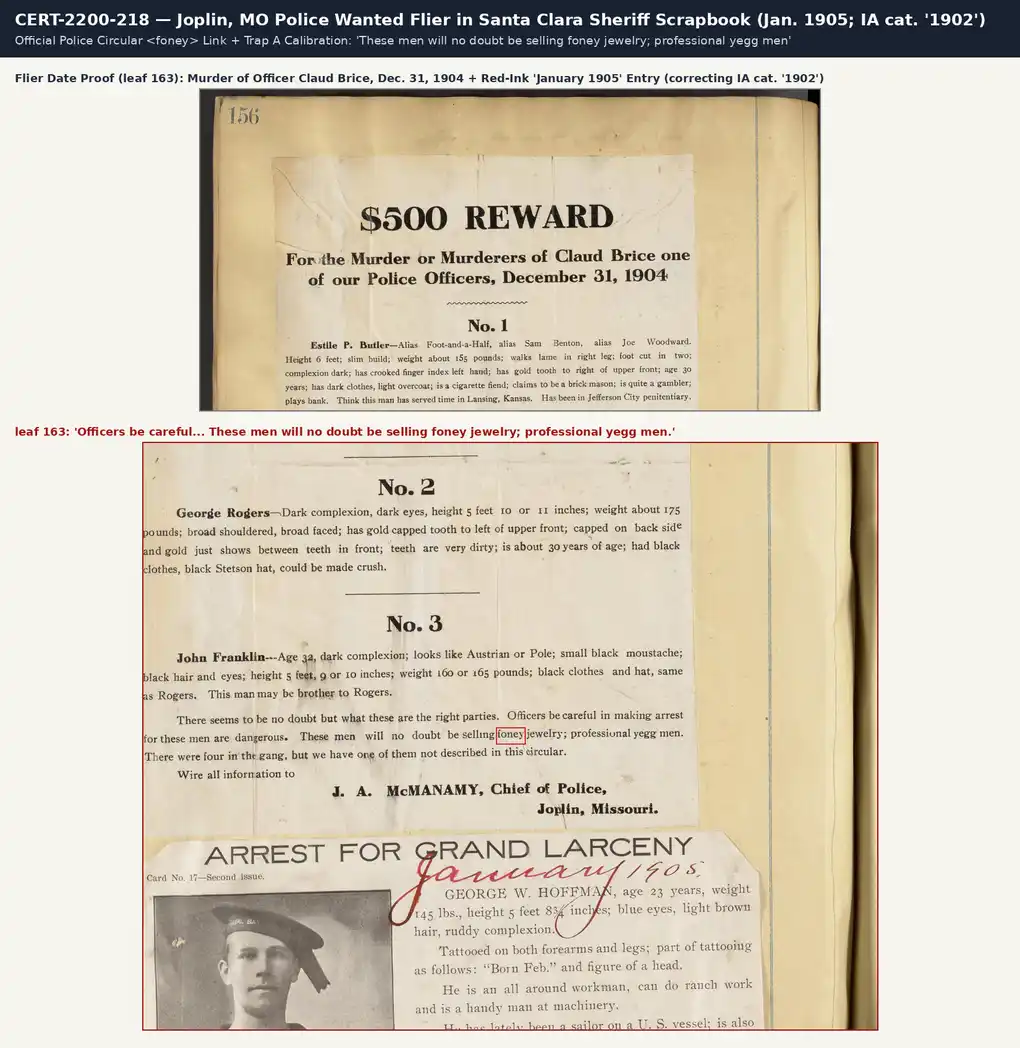 CERT-2200-218 — Joplin, MO Police Wanted Flier in Santa Clara Sheriff Scrapbook (Jan. 1905; IA cat. '1902')
Official Police Circular <foney> Link + Trap A Calibration: 'These men will no doubt be selling foney jewelry; professional yegg men'
Flier Date Proof (leaf 163): Murder of Officer Claud Brice, Dec. 31, 1904 + Red-Ink 'January 1905' Entry (correcting IA cat. '1902')
156
$500 REWARD
For the Murder or Murderers of Claud Brice one
of our Police Officers, December 31, 1904
No. 1
Estile P. Butler—Alias Foot-and-a-Half, alias Sam Benton, alias Joe Woodward.
Height 6 feet; slim build; weight about 185 pounds; walks lame in right leg; foot cut in two;
complexion dark; has crooked finger index left hand; has gold tooth to right of upper front; age 30
years; has dark clothes, light overcoat; is a cigarette fiend; claims to be a brick mason; is quite a gambler;
plays bank. Think this man has served time in Lansing, Kansas. Has been in Jefferson City penitentiary.
leaf 163: 'Officers be careful... These men will no doubt be selling foney jewelry; professional yegg men.'
No. 2
George Rogers—Dark complexion, dark eyes, height 5 feet 10 or 11 inches; weight about 175
pounds; broad shouldered, broad faced; has gold capped tooth to left of upper front; capped on back side
and gold just shows between teeth in front; teeth are very dirty; is about 30 years of age; had black
clothes, black Stetson hat, could be made crush.
No. 3
John Franklin—Age 32, dark complexion; looks like Austrian or Pole; small black moustache;
black hair and eyes; height 5 feet, 9 or 10 inches; weight 160 or 165 pounds; black clothes and hat, same
as Rogers. This man may be brother to Rogers.
There seems to be no doubt but what these are the right parties. Officers be careful in making arrest
for these men are dangerous. These men will no doubt be selling foney jewelry; professional yegg men.
There were four in the gang, but we have one of them not described in this circular.
Wire all information to
J. A. McMANAMY, Chief of Police,
Joplin, Missouri.
ARREST FOR GRAND LARCENY
January 1905.
Card No. 17—Second Issue.
GEORGE W. HOFFMAN, age 23 years, weight
145 lbs., height 5 feet 8¾ inches; blue eyes, light brown
hair, ruddy complexion.
Tattooed on both forearms and legs; part of tattooing
as follows: "Born Feb." and figure of a head.
He is an all around workman, can do ranch work
and is a handy man at machinery.
He has lately been a sailor on a U. S. vessel; is also